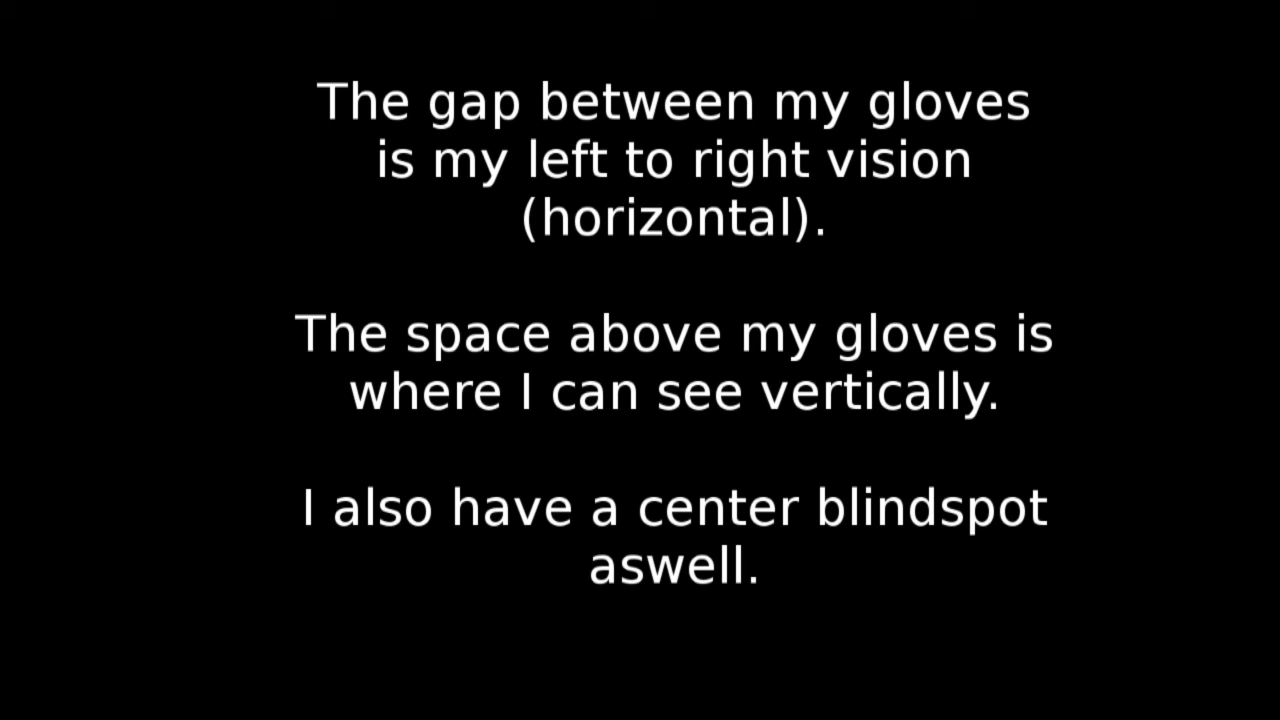 The gap between my gloves
is my left to right vision
(horizontal).
The space above my gloves is
where I can see vertically.
I also have a center blindspot
aswell.